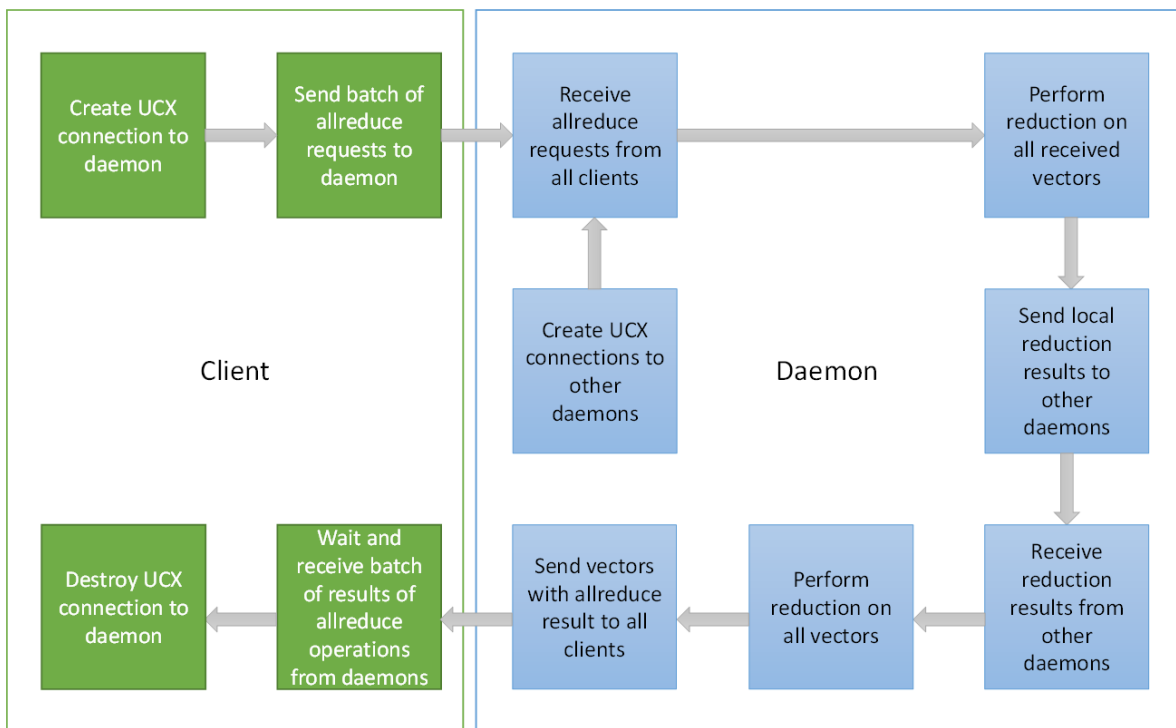 Create UCX
connection to
daemon
Send batch of
allreduce
requests to
daemon
Receive
allreduce
requests from
all clients
Perform
reduction on
all received
vectors
Client
Create UCX
connections to
other
daemons
Daemon
Send local
reduction
results to
other
daemons
Destroy UCX
connection to
daemon
Wait and
receive batch
of results of
allreduce
operations
from daemons
Send vectors
with allreduce
result to all
clients
Perform
reduction on
all vectors
Receive
reduction
results from
other
daemons